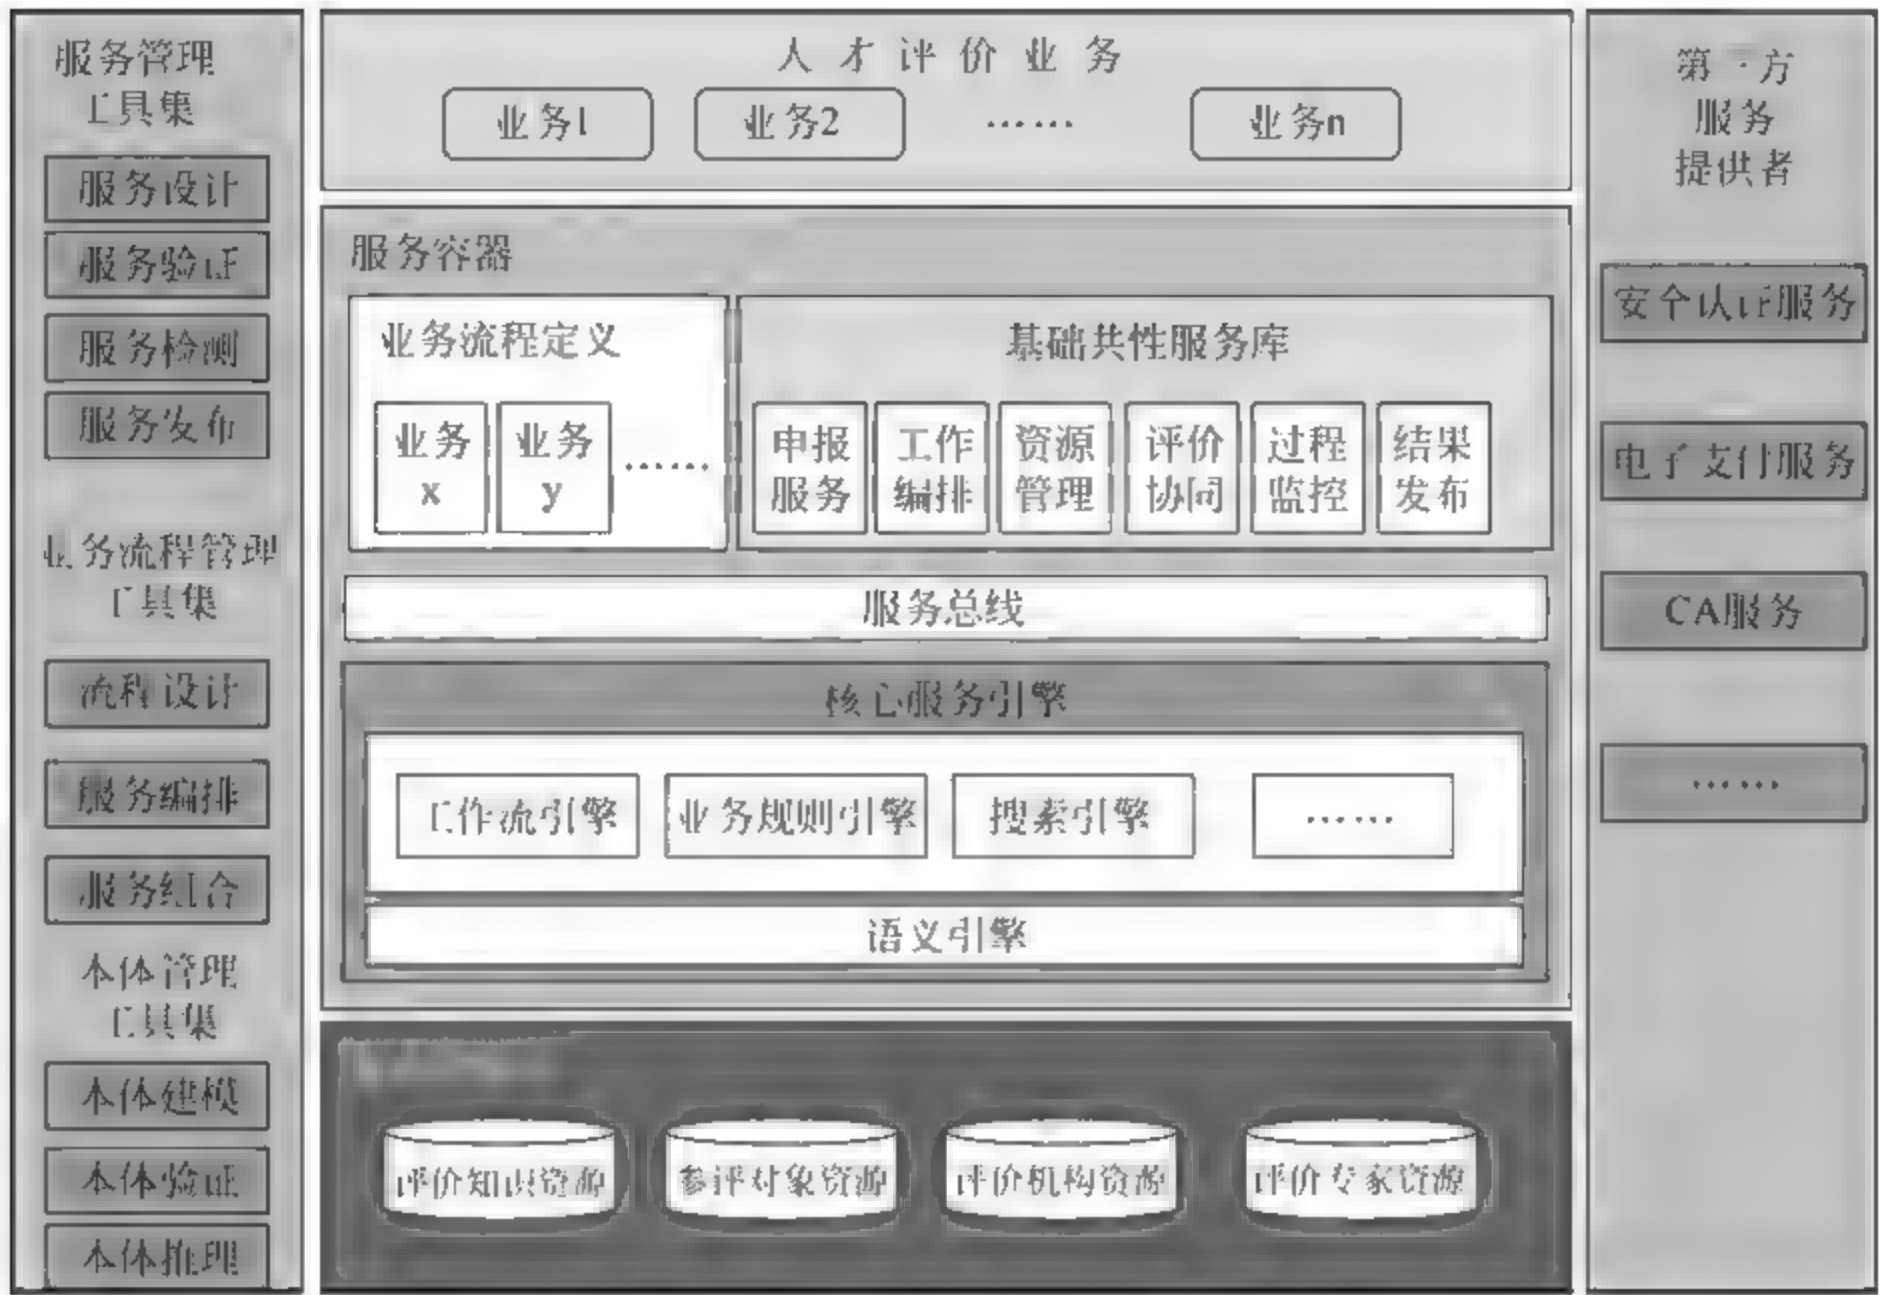 服务管理
工具集
服务设计
服务验证
服务检测
服务发布
业务流程管理
工具集
流程设计
服务编排
服务组合
本体管理
工具集
本体建模
本体验证
本体推理
人才评价业务
业务1
业务2
……
业务n
服务容器
业务流程定义
业务
x
业务
y
……
基础共性服务库
申报
服务
工作
编排
资源
管理
评价
协同
过程
监控
结果
发布
服务总线
核心服务引擎
工作流引擎
业务规则引擎
搜索引擎
……
语义引擎
评价知识资源
参评对象资源
评价机构资源
评价专家资源
第三方
服务
提供者
安全认证服务
电子支付服务
CA服务
……